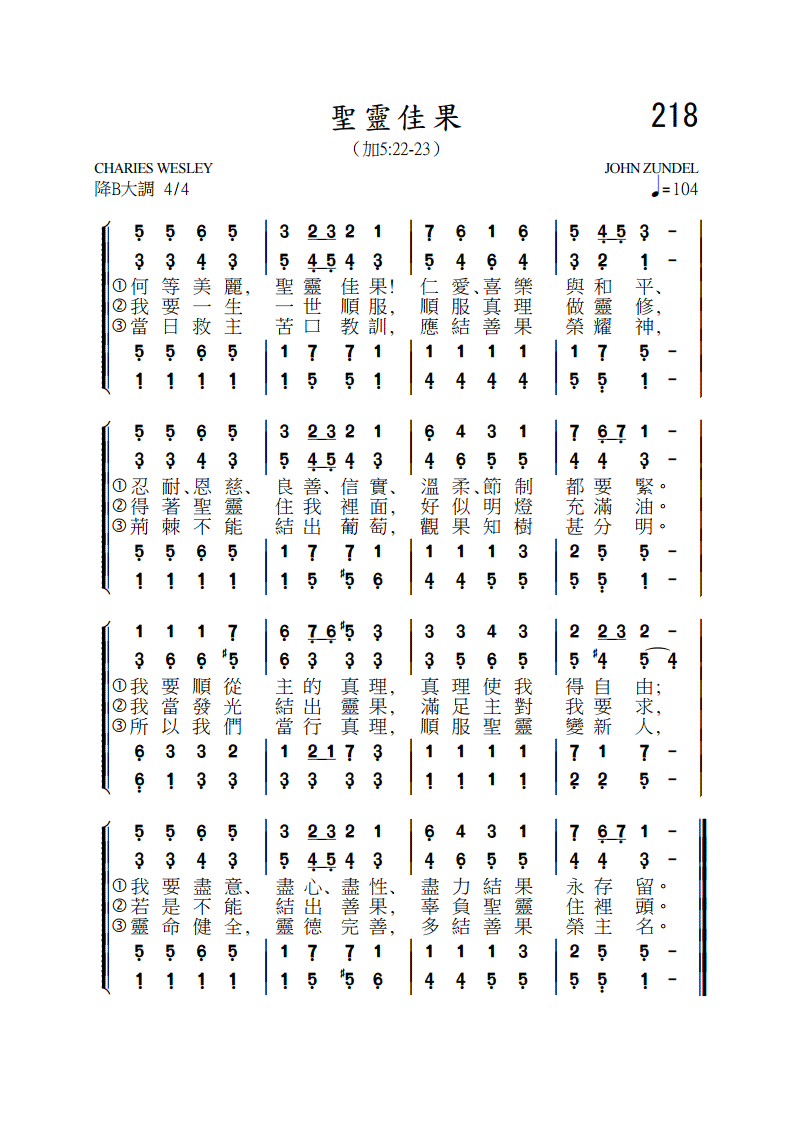 聖靈佳果
218
（加5:22-23）
CHARIES WESLEY
JOHN ZUNDEL
降B大調 4/4
♩=104
5 5 6 5 3 2 3 2 1 7 6 1 6 5 4 5 3 -
3 3 4 3 5 4 5 4 3 5 4 6 4 3 2 1 -
①何等美麗，聖靈佳果！仁愛、喜樂與和平、
②我要一生一世順服，順服真理做靈修，
③當日救主苦口教訓，應結善果榮耀神，
5 5 6 5 1 7 7 1 1 1 1 1 1 7 5 -
1 1 1 1 1 5 5 1 4 4 4 4 5 5 1 -
5 5 6 5 3 2 3 2 1 6 4 3 1 7 6 7 1 -
3 3 4 3 5 4 5 4 3 4 6 5 5 4 4 3 -
①忍耐、恩慈、良善、信實、溫柔、節制都要緊。
②得著聖靈住我裡面，好似明燈充滿油。
③荊棘不能結出葡萄，觀果知樹甚分明。
5 5 6 5 1 7 7 1 1 1 1 3 2 5 5 -
1 1 1 1 1 5 #5 6 4 4 5 5 5 5 1 -
1 1 1 7 6 7 6 #5 3 3 3 4 3 2 2 3 2 -
3 6 6 #5 6 3 3 3 3 5 6 5 5 #4 5 4
①我要順從主的真理，真理使我得自由；
②我當發光結出靈果，滿足主對我要求，
③所以我們當行真理，順服聖靈變新人，
6 3 3 2 1 2 1 7 3 1 1 1 1 7 1 7 -
6 1 3 3 3 3 3 3 1 1 1 1 2 2 5 -
5 5 6 5 3 2 3 2 1 6 4 3 1 7 6 7 1 -
3 3 4 3 5 4 5 4 3 4 6 5 5 4 4 3 -
①我要盡意、盡心、盡性、盡力結果永存留。
②若是不能結出善果，辜負聖靈住裡頭。
③靈命健全，靈德完善，多結善果榮主名。
5 5 6 5 1 7 7 1 1 1 1 3 2 5 5 -
1 1 1 1 1 5 #5 6 4 4 5 5 5 5 1 -